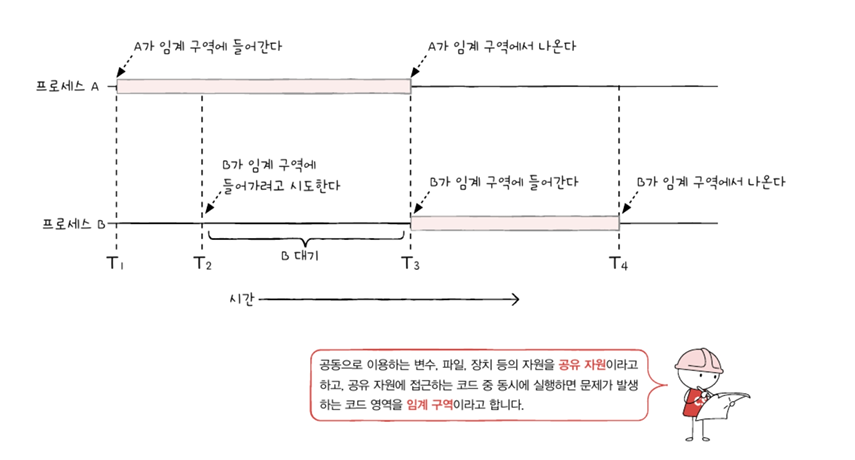 A가 임계 구역에 들어간다
A가 임계 구역에서 나온다
프로세스 A
B가 임계 구역에
들어가려고 시도한다
B가 임계 구역에 들어간다
B가 임계 구역에서 나온다
프로세스 B
B 대기
T1
T2
T3
T4
시간
공동으로 이용하는 변수, 파일, 장치 등의 자원을 공유 자원이라고
하고, 공유 자원에 접근하는 코드 중 동시에 실행하면 문제가 발생
하는 코드 영역을 임계 구역이라고 합니다.